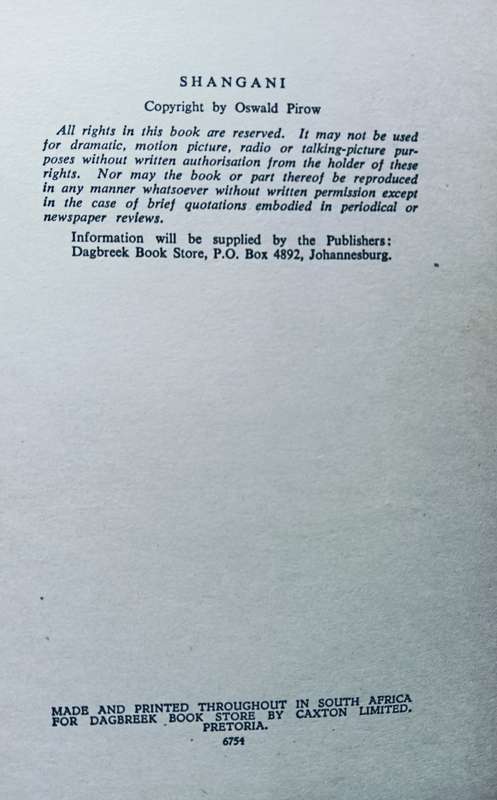 SHANGANI
Copyright by Oswald Pirow
All rights in this book are reserved. It may not be used
for dramatic, motion picture, radio or talking-picture pur-
poses without written authorisation from the holder of these
rights. Nor may the book or part thereof be reproduced
in any manner whatsoever without written permission except
in the case of brief quotations embodied in periodical or
newspaper reviews.
Information will be supplied by the Publishers:
Dagbreek Book Store, P.O. Box 4892, Johannesburg.
MADE AND PRINTED THROUGHOUT IN SOUTH AFRICA
FOR DAGBREEK BOOK STORE BY CAXTON LIMITED,
PRETORIA.
6754